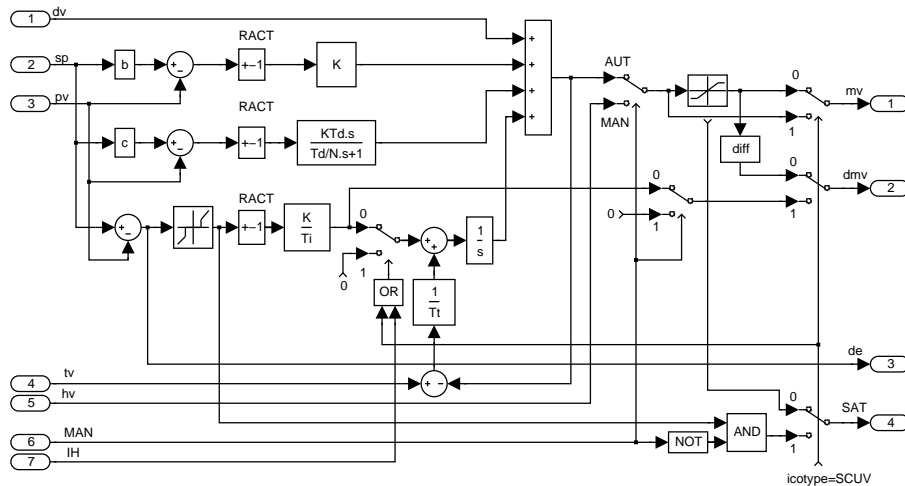 1 dv
2 sp
3 pv
b
RACT
+−1
K
+
−
+
+
+
+
AUT
MAN
0
1
mv
1
RACT
c
+
−
+−1
KTd.s
Td/N.s+1
diff
0
1
dmv
2
0
1
0
+
−
RACT
+−1
K
Ti
0
1
0
+
+
1
s
OR
1
Tt
4 tv
+
−
5 hv
de
3
6 MAN
7 IH
NOT
AND
0
1
SAT
4
icotype=SCUV